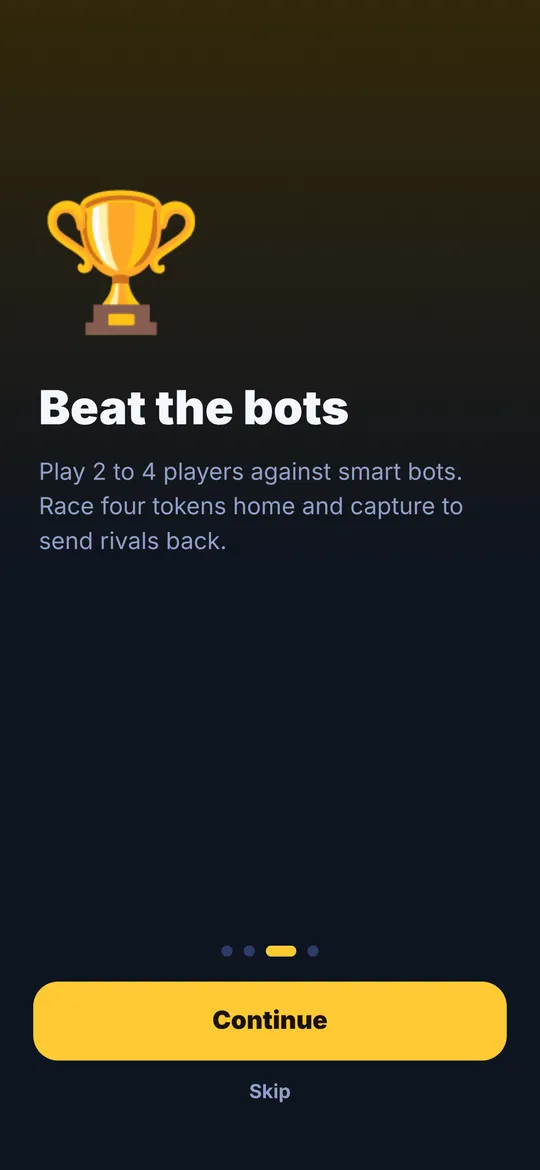 Beat the bots
Play 2 to 4 players against smart bots.
Race four tokens home and capture to
send rivals back.
Continue
Skip